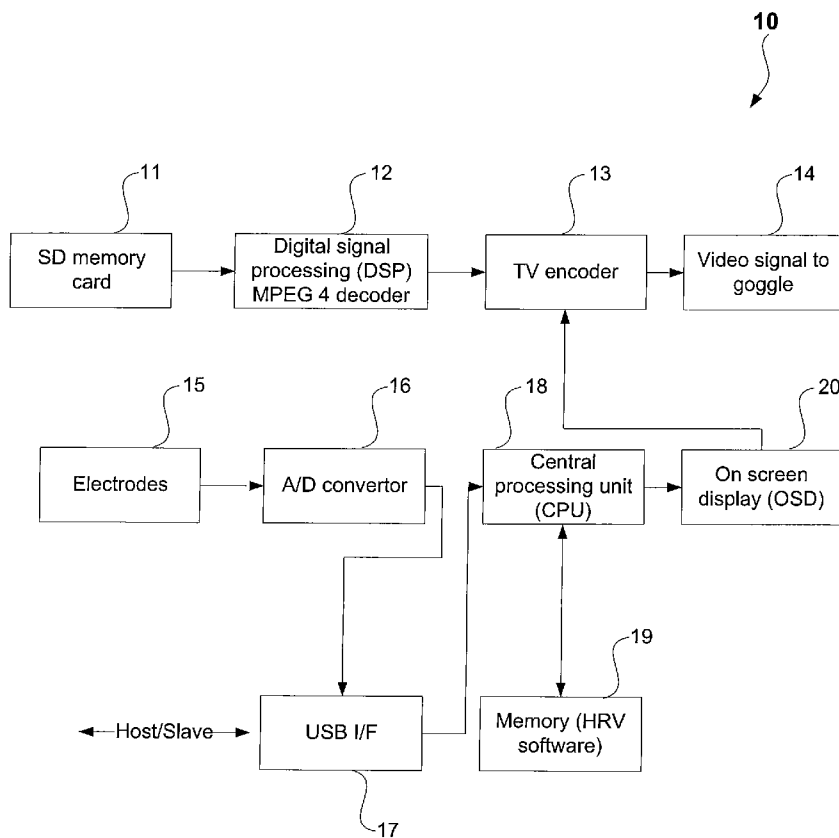 10
11
12
13
14
SD memory
card
Digital signal
processing (DSP)
MPEG 4 decoder
TV encoder
Video signal to
goggle
15
16
18
20
Electrodes
A/D convertor
Central
processing unit
(CPU)
On screen
display (OSD)
19
Host/Slave
USB I/F
Memory (HRV
software)
17